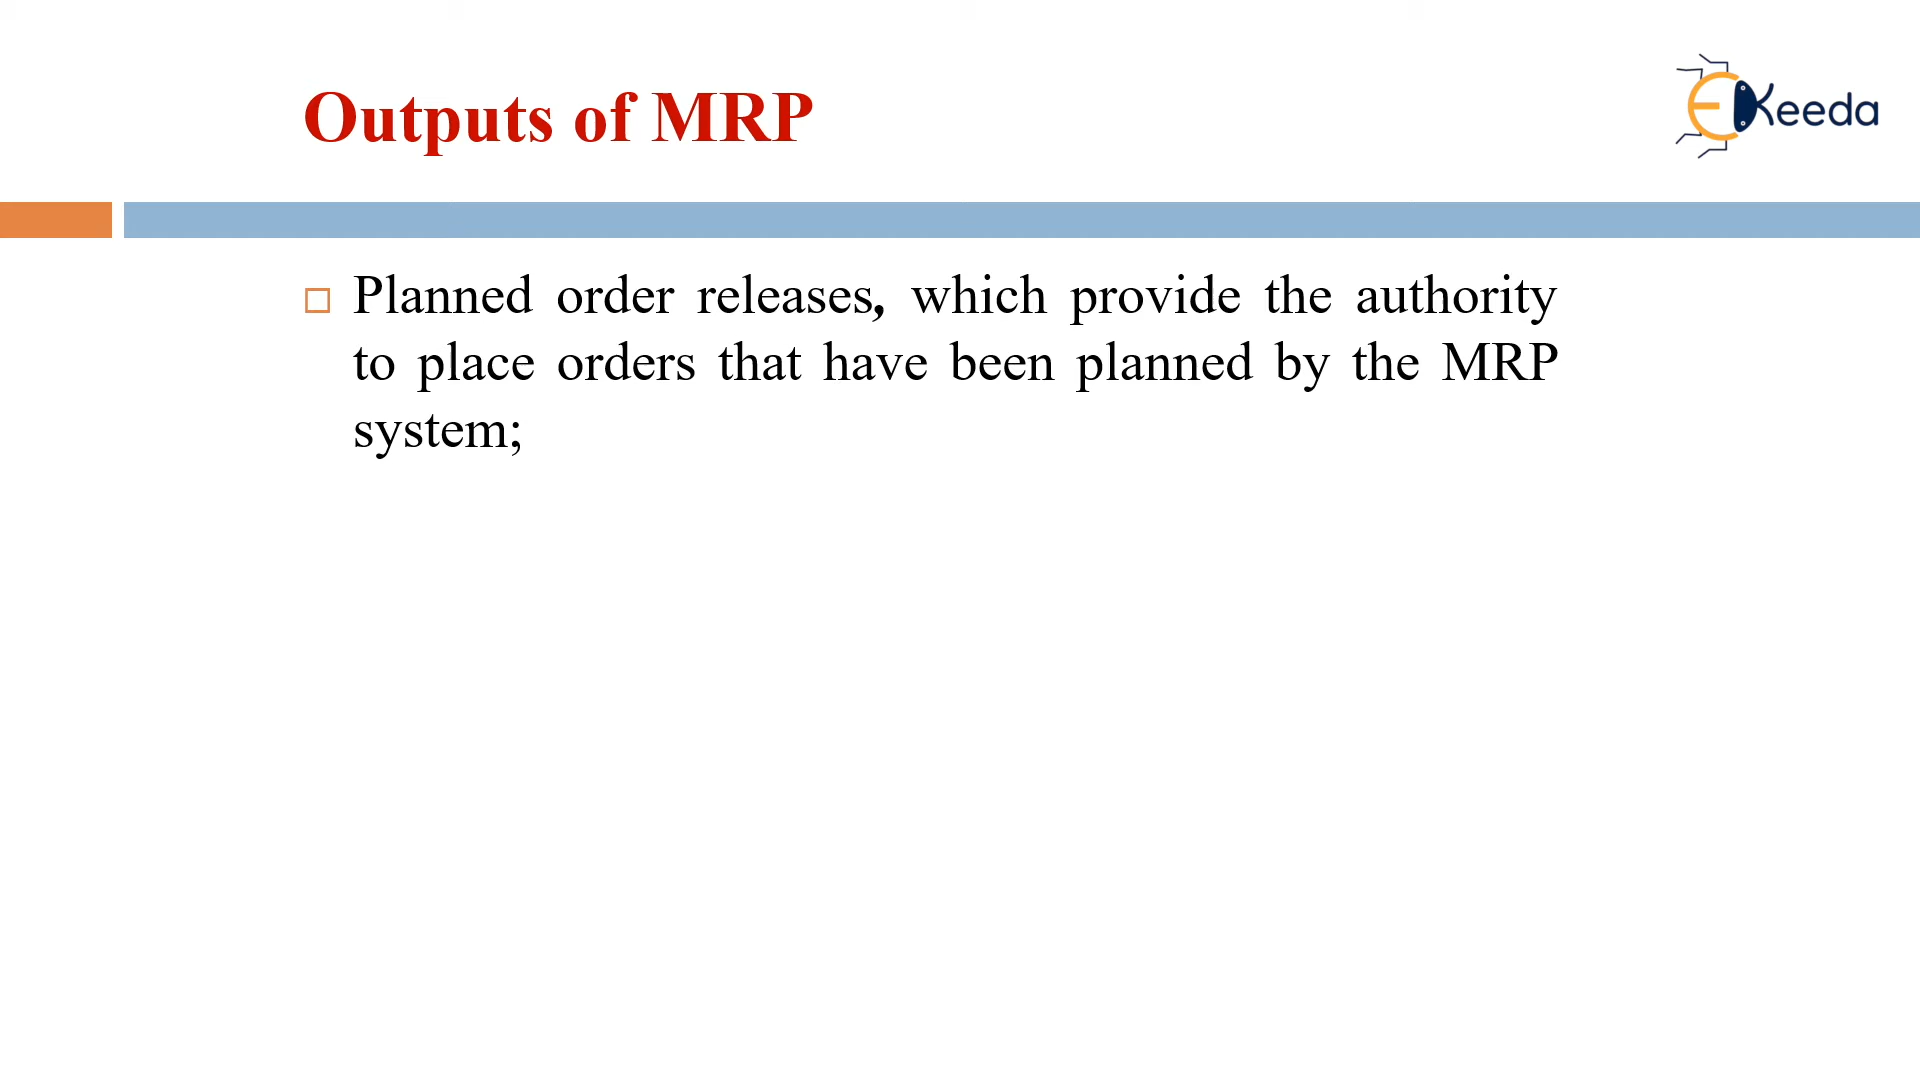 Outputs of MRP
EKeeda
Planned order releases, which provide the authority
to place orders that have been planned by the MRP
system;